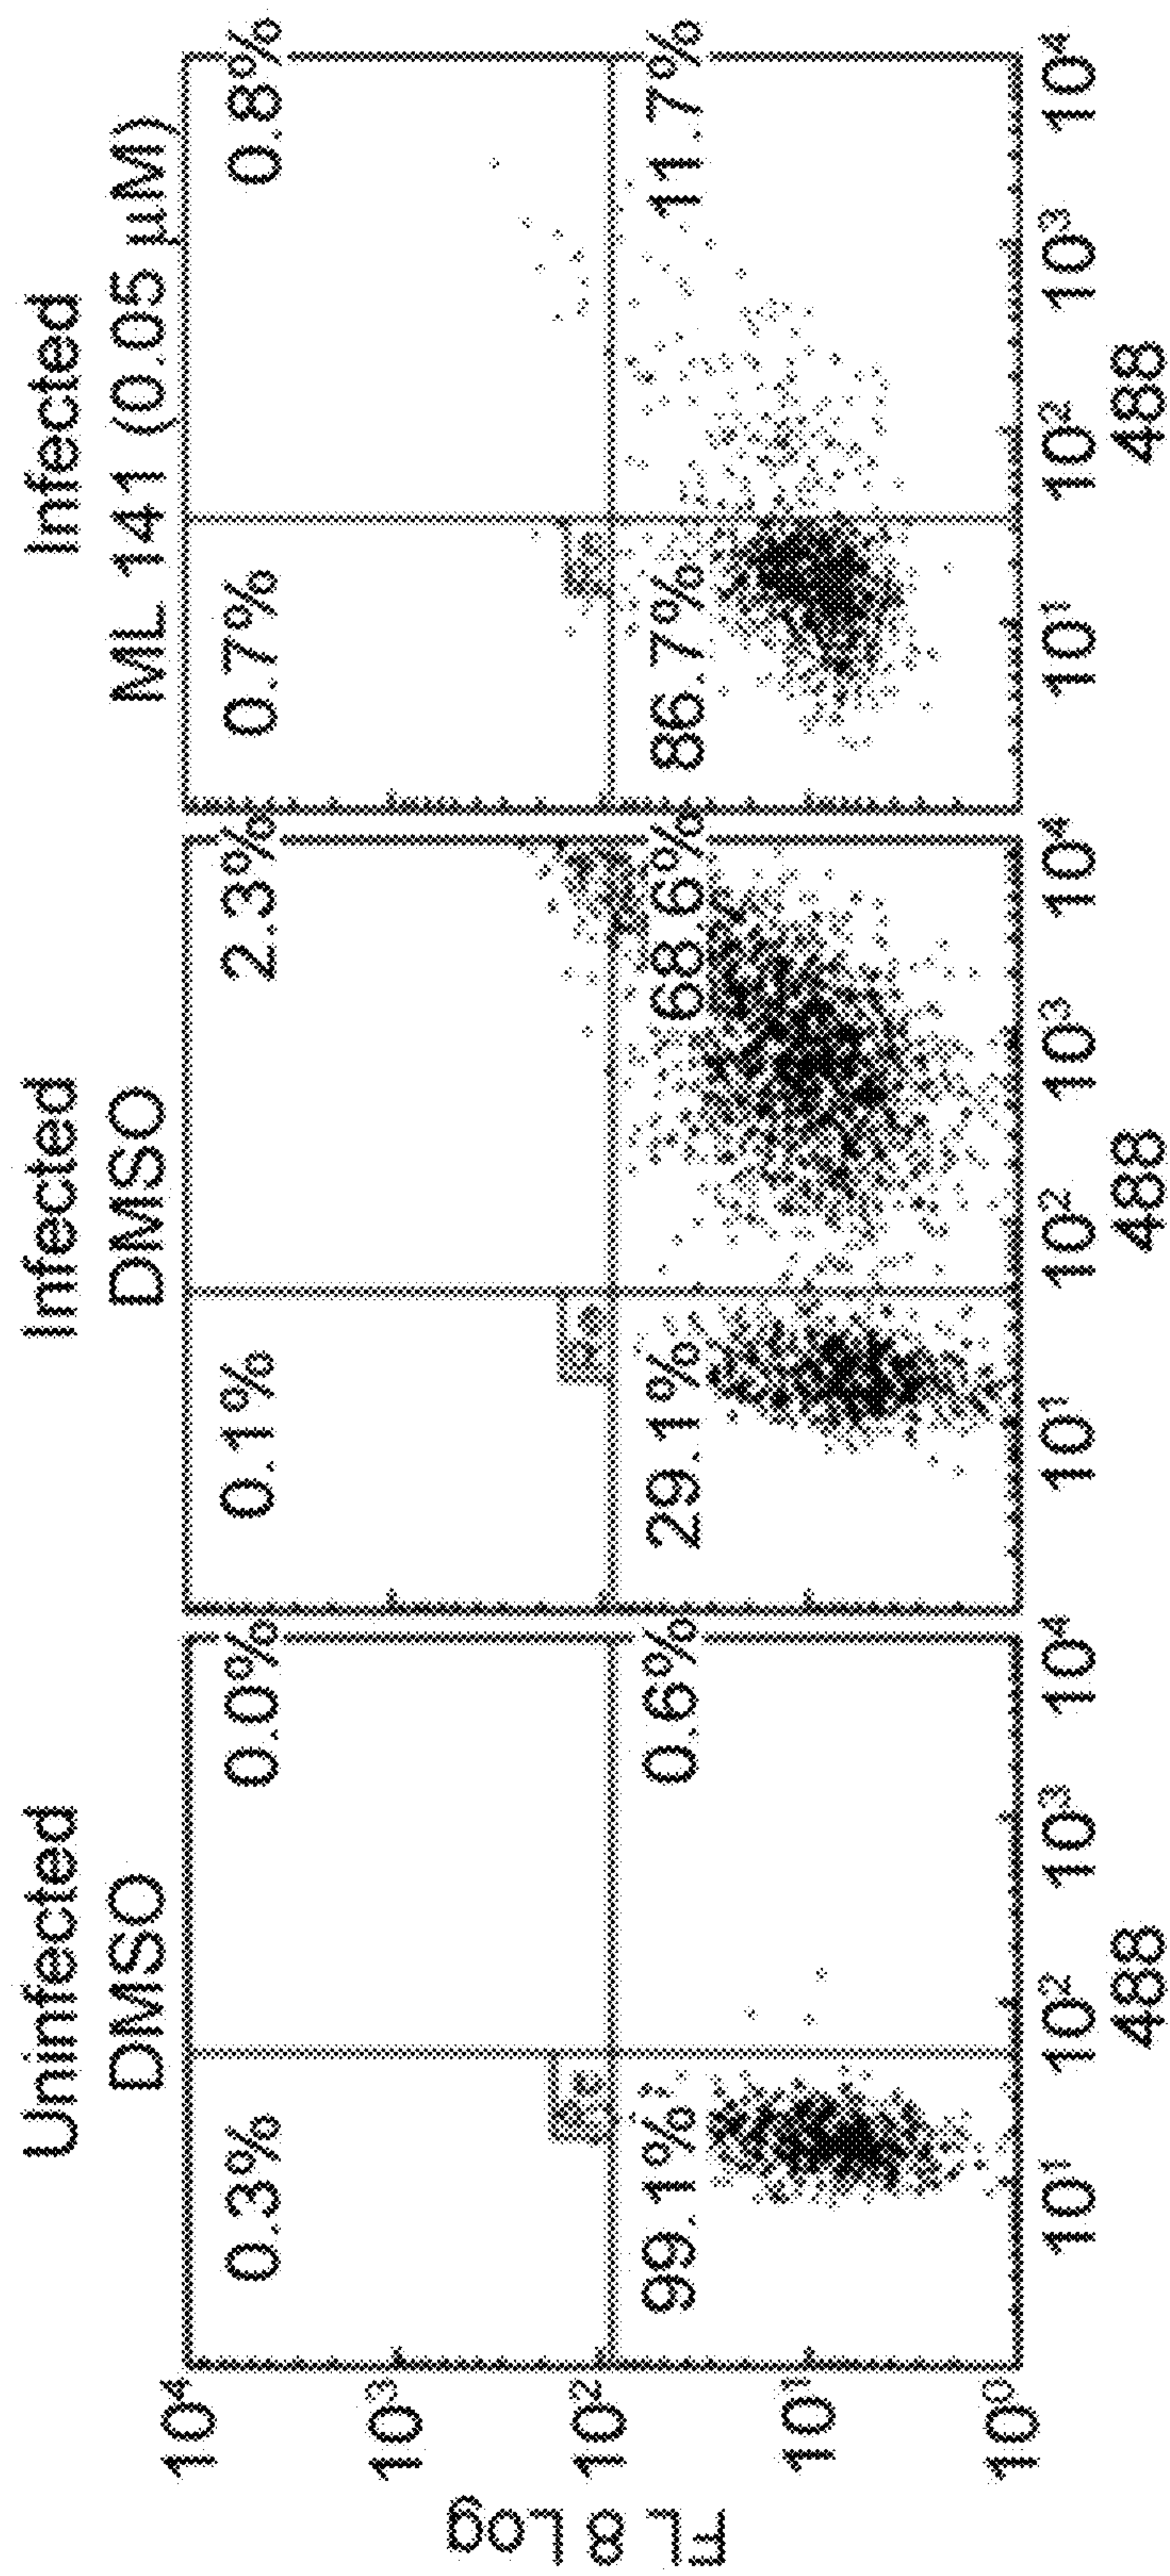 Uninfected
DMSO
Infected
DMSO
Infected
ML 141 (0.05 µM)
FL 8 Log
10⁴
10³
10²
10¹
10⁰
0.3%
0.0%
99.1%
0.6%
0.1%
2.3%
29.1%
68.6%
0.7%
0.8%
86.7%
11.7%
10¹ 10² 10³ 10⁴
488
10¹ 10² 10³ 10⁴
488
10¹ 10² 10³ 10⁴
488